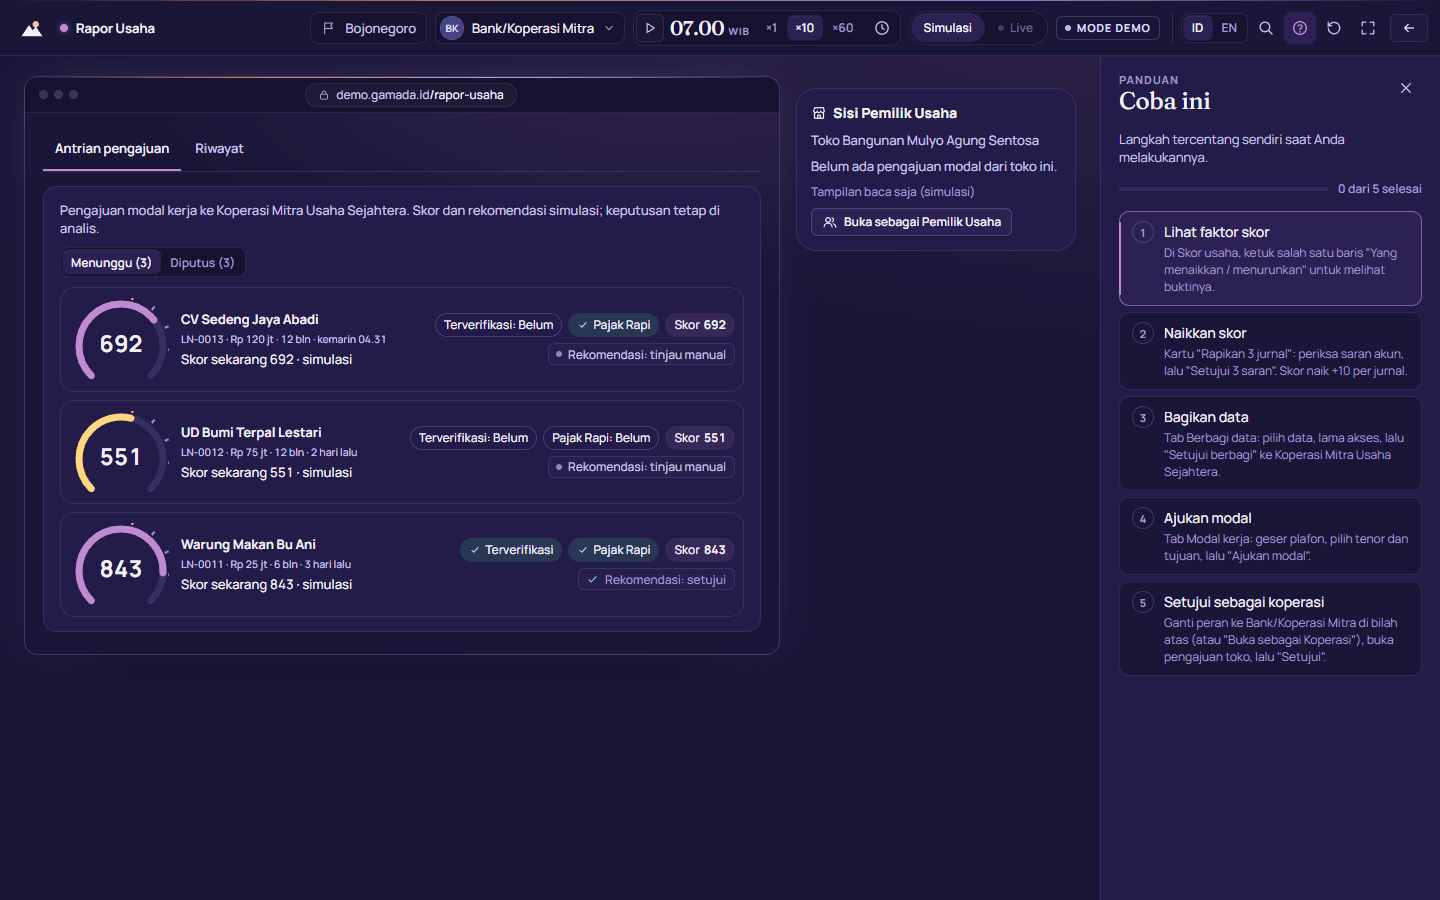 Rapor Usaha
Bojonegoro
BK Bank/Koperasi Mitra
07.00 WIB
×1 ×10 ×60
Simulasi
Live
MODE DEMO
ID EN
demo.gamada.id/rapor-usaha
Antrian pengajuan
Riwayat
Pengajuan modal kerja ke Koperasi Mitra Usaha Sejahtera. Skor dan rekomendasi simulasi; keputusan tetap di
analis.
Menunggu (3)
Diputus (3)
692
CV Sedeng Jaya Abadi
LN-0013 · Rp 120 jt · 12 bln · kemarin 04.31
Skor sekarang 692 · simulasi
Terverifikasi: Belum
Pajak Rapi
Skor 692
Rekomendasi: tinjau manual
551
UD Bumi Terpal Lestari
LN-0012 · Rp 75 jt · 12 bln · 2 hari lalu
Skor sekarang 551 · simulasi
Terverifikasi: Belum
Pajak Rapi: Belum
Skor 551
Rekomendasi: tinjau manual
843
Warung Makan Bu Ani
LN-0011 · Rp 25 jt · 6 bln · 3 hari lalu
Skor sekarang 843 · simulasi
Terverifikasi
Pajak Rapi
Skor 843
Rekomendasi: setujui
Sisi Pemilik Usaha
Toko Bangunan Mulyo Agung Sentosa
Belum ada pengajuan modal dari toko ini.
Tampilan baca saja (simulasi)
Buka sebagai Pemilik Usaha
PANDUAN
Coba ini
Langkah tercentang sendiri saat Anda
melakukannya.
0 dari 5 selesai
1
Lihat faktor skor
Di Skor usaha, ketuk salah satu baris "Yang
menaikkan / menurunkan" untuk melihat
buktinya.
2
Naikkan skor
Kartu "Rapikan 3 jurnal": periksa saran akun,
lalu "Setujui 3 saran". Skor naik +10 per jurnal.
3
Bagikan data
Tab Berbagi data: pilih data, lama akses, lalu
"Setujui berbagi" ke Koperasi Mitra Usaha
Sejahtera.
4
Ajukan modal
Tab Modal kerja: geser plafon, pilih tenor dan
tujuan, lalu "Ajukan modal".
5
Setujui sebagai koperasi
Ganti peran ke Bank/Koperasi Mitra di bilah
atas (atau "Buka sebagai Koperasi"), buka
pengajuan toko, lalu "Setujui".